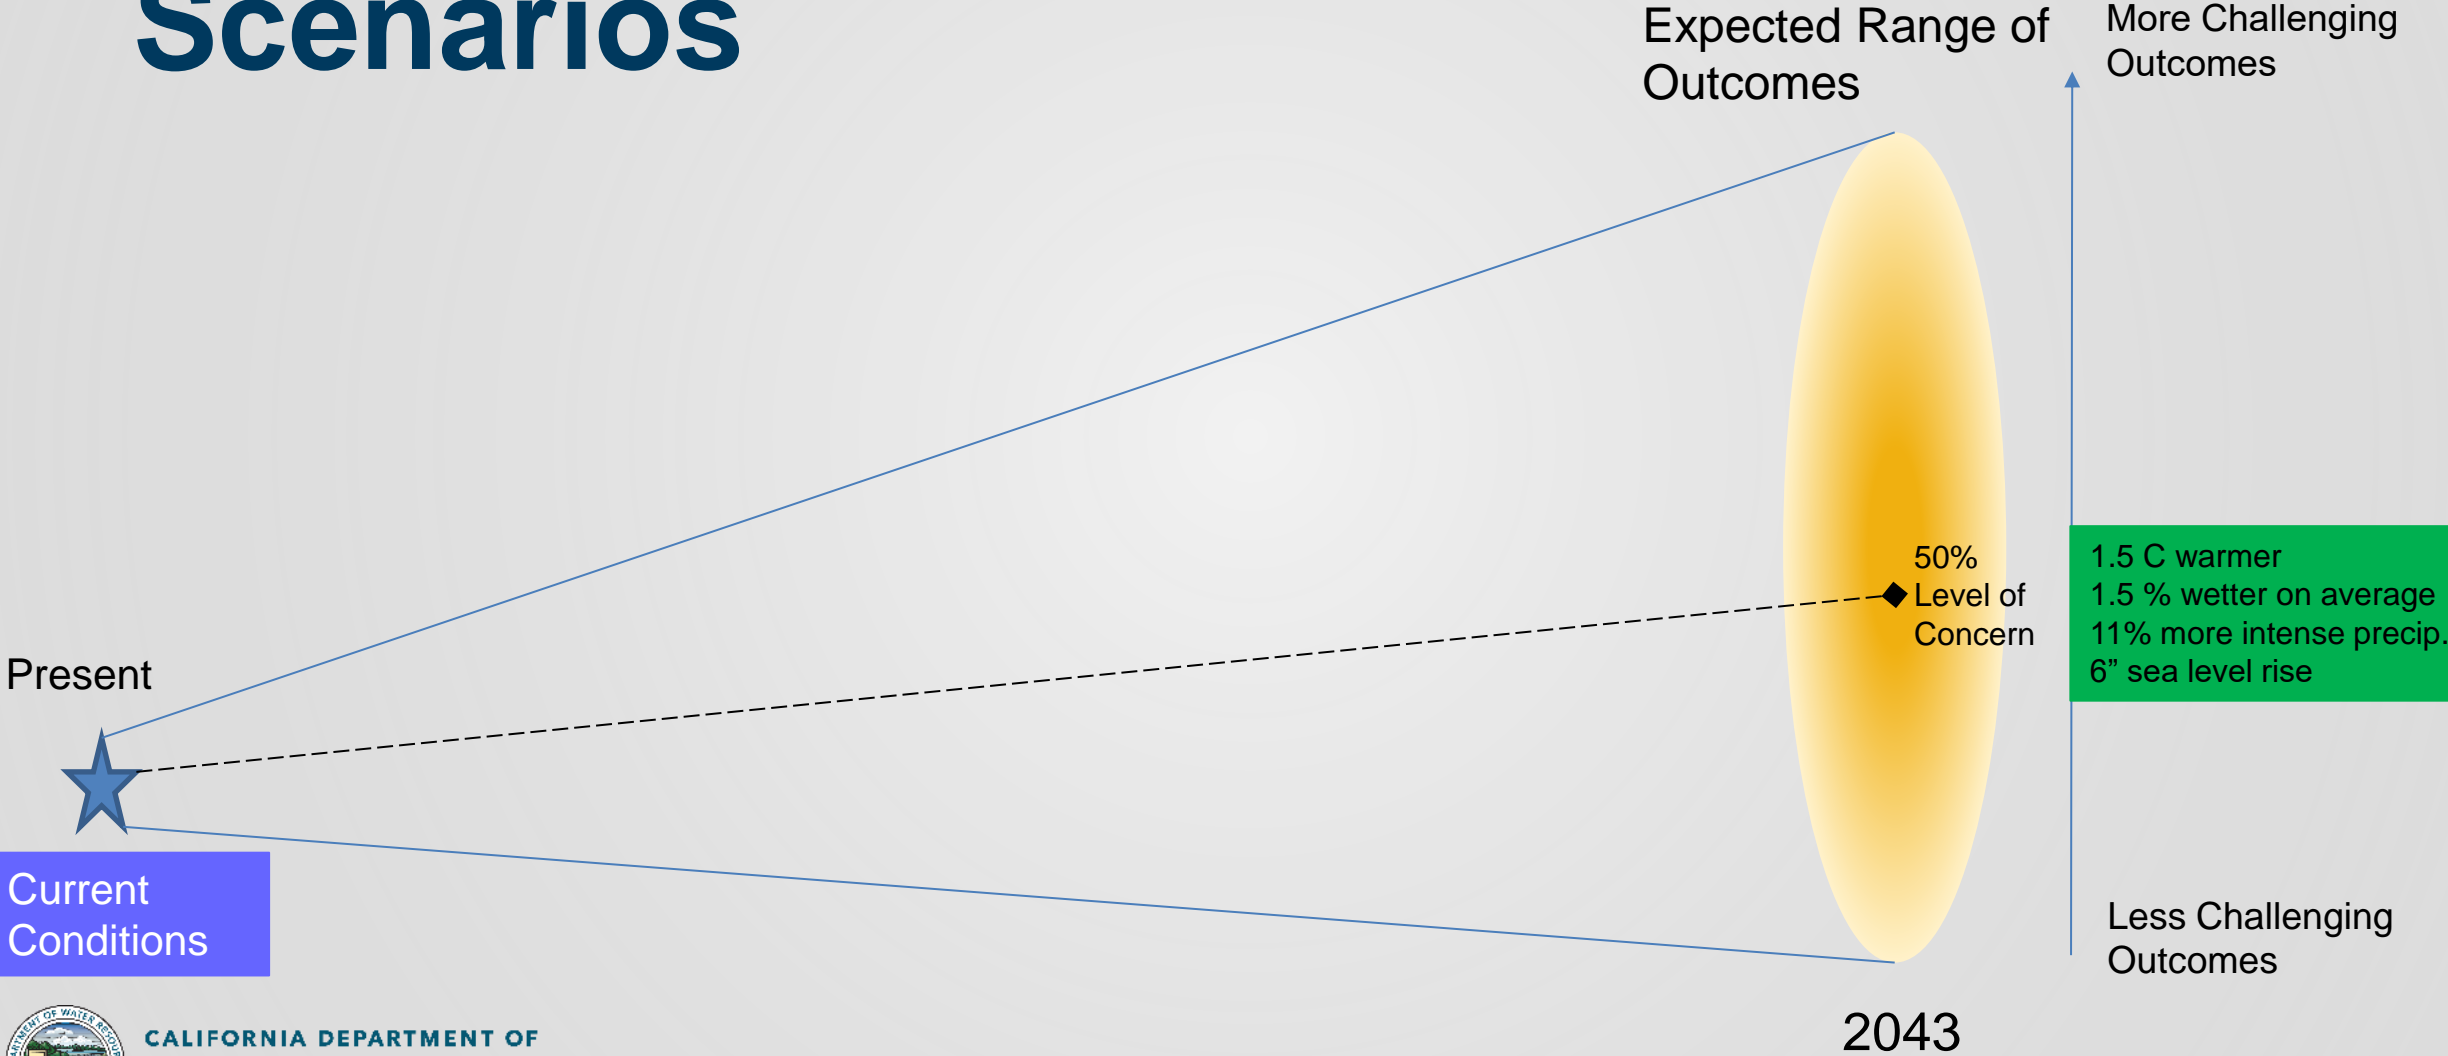 Scenarios
Expected Range of
Outcomes
More Challenging
Outcomes
50%
Level of
Concern
1.5 C warmer
1.5 % wetter on average
11% more intense precip.
6” sea level rise
Present
Current
Conditions
Less Challenging
Outcomes
2043
CALIFORNIA DEPARTMENT OF